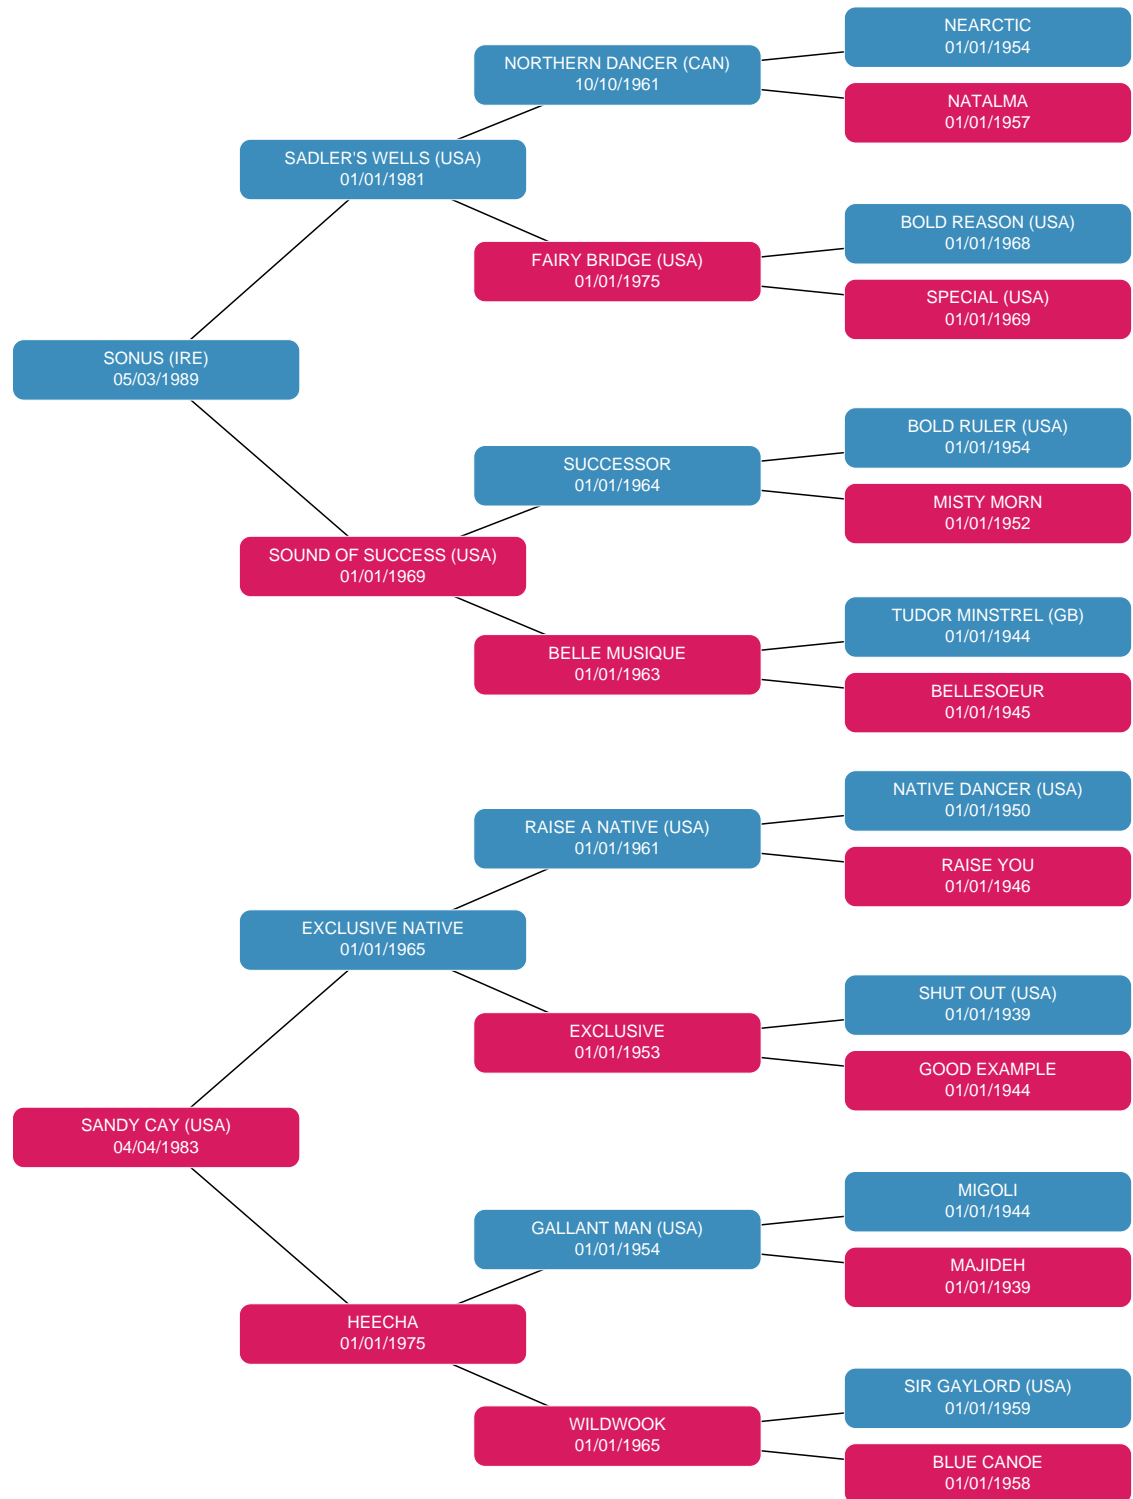 NEARCTIC
01/01/1954
NORTHERN DANCER (CAN)
10/10/1961
NATALMA
01/01/1957
SADLER'S WELLS (USA)
01/01/1981
BOLD REASON (USA)
01/01/1968
FAIRY BRIDGE (USA)
01/01/1975
SPECIAL (USA)
01/01/1969
SONUS (IRE)
05/03/1989
BOLD RULER (USA)
01/01/1954
SUCCESSOR
01/01/1964
MISTY MORN
01/01/1952
SOUND OF SUCCESS (USA)
01/01/1969
TUDOR MINSTREL (GB)
01/01/1944
BELLE MUSIQUE
01/01/1963
BELLESOEUR
01/01/1945
NATIVE DANCER (USA)
01/01/1950
RAISE A NATIVE (USA)
01/01/1961
RAISE YOU
01/01/1946
EXCLUSIVE NATIVE
01/01/1965
SHUT OUT (USA)
01/01/1939
EXCLUSIVE
01/01/1953
GOOD EXAMPLE
01/01/1944
SANDY CAY (USA)
04/04/1983
MIGOLI
01/01/1944
GALLANT MAN (USA)
01/01/1954
MAJIDEH
01/01/1939
HEECHA
01/01/1975
SIR GAYLORD (USA)
01/01/1959
WILDWOOK
01/01/1965
BLUE CANOE
01/01/1958